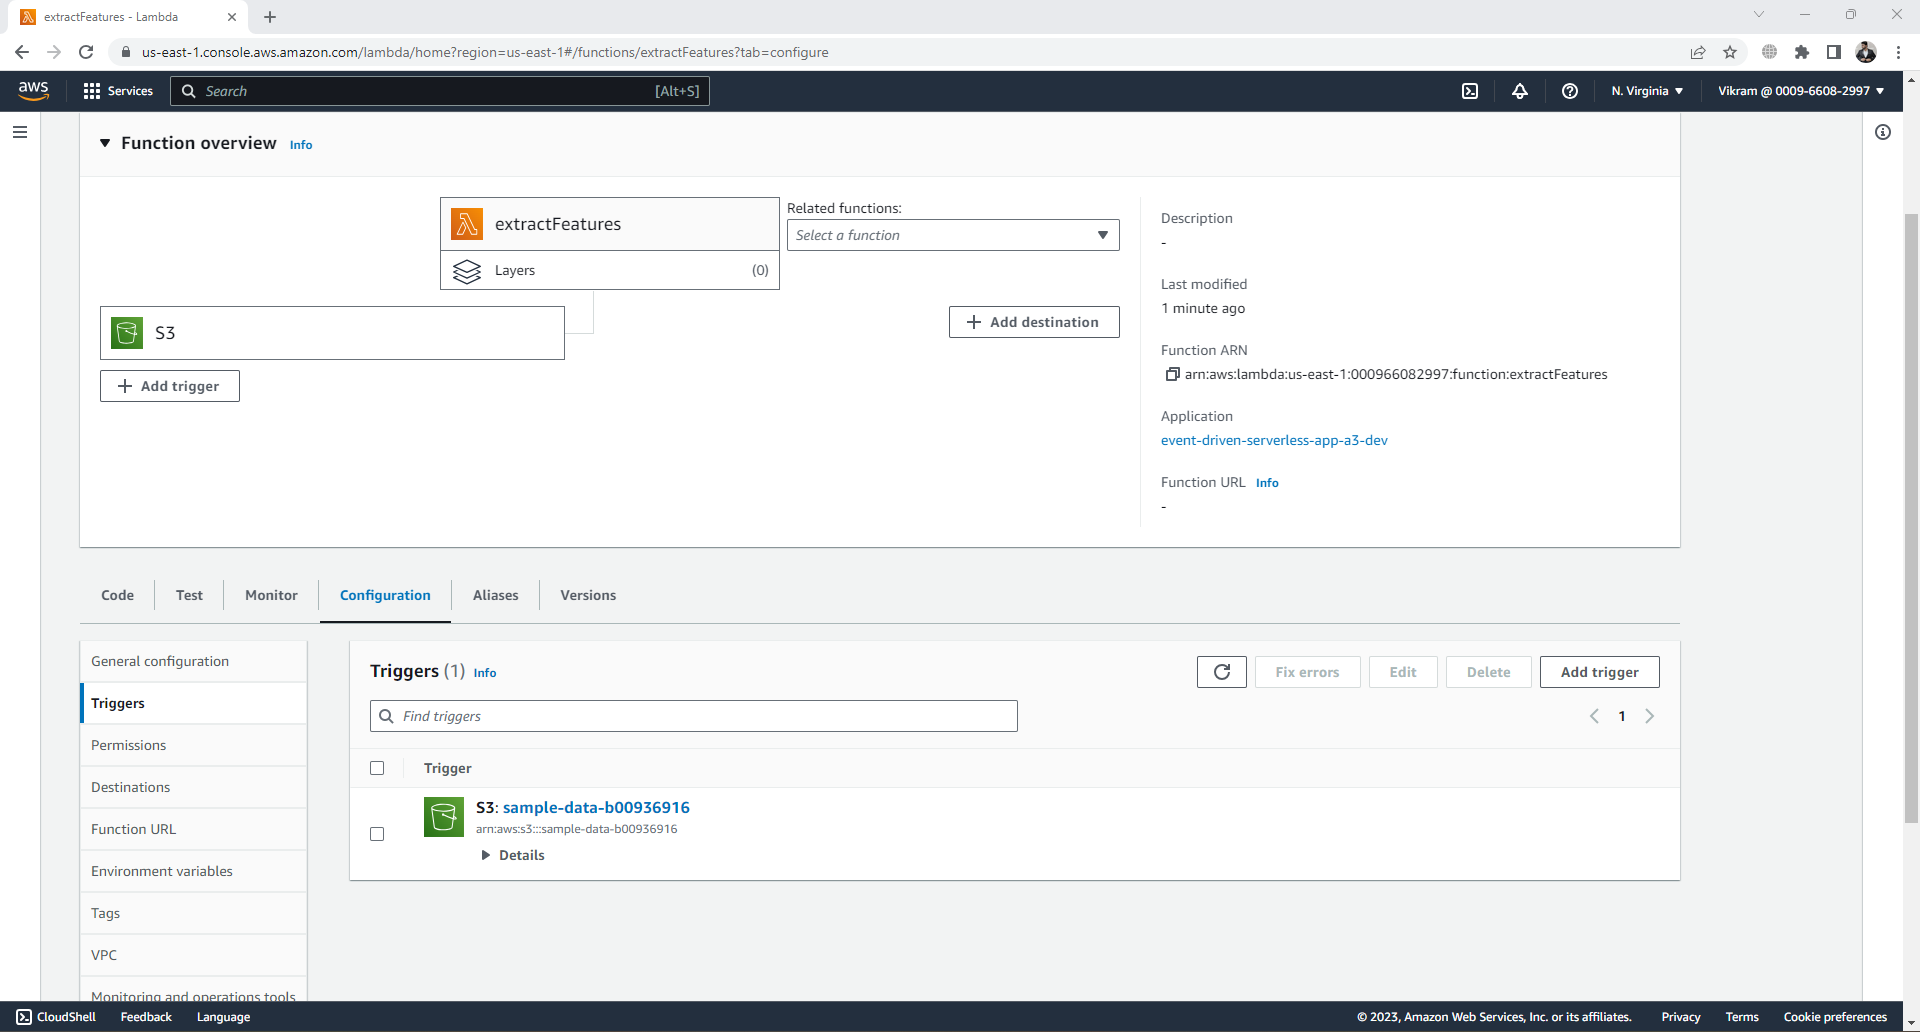 extractFeatures - Lambda
us-east-1.console.aws.amazon.com/lambda/home?region=us-east-1#/functions/extractFeatures?tab=configure
aws Services Search [Alt+S] N. Virginia Vikram @ 0009-6608-2997
Function overview Info
extractFeatures
Layers (0)
Related functions:
Select a function
S3
Add trigger
Add destination
Description
-
Last modified
1 minute ago
Function ARN
arn:aws:lambda:us-east-1:000966082997:function:extractFeatures
Application
event-driven-serverless-app-a3-dev
Function URL Info
-
Code Test Monitor Configuration Aliases Versions
General configuration
Triggers
Permissions
Destinations
Function URL
Environment variables
Tags
VPC
Monitoring and operations tools
Triggers (1) Info
Fix errors Edit Delete Add trigger
Find triggers
1
Trigger
S3: sample-data-b00936916
arn:aws:s3:::sample-data-b00936916
Details
CloudShell Feedback Language © 2023, Amazon Web Services, Inc. or its affiliates. Privacy Terms Cookie preferences